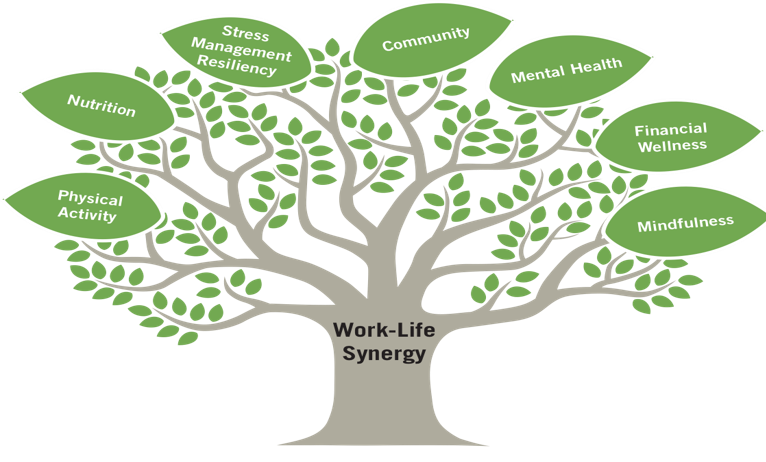 Physical
Activity
Nutrition
Stress
Management
Resiliency
Community
Mental Health
Financial
Wellness
Mindfulness
Work-Life
Synergy